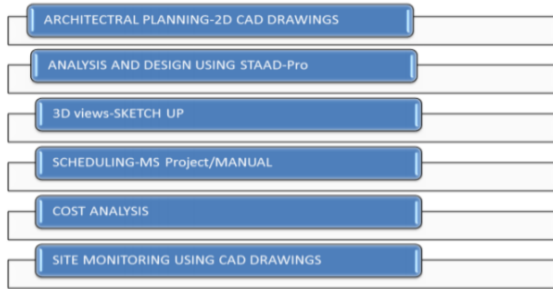 ARCHITECTRAL PLANNING-2D CAD DRAWINGS
ANALYSIS AND DESIGN USING STAAD-Pro
3D views-SKETCH UP
SCHEDULING-MS Project/MANUAL
COST ANALYSIS
SITE MONITORING USING CAD DRAWINGS